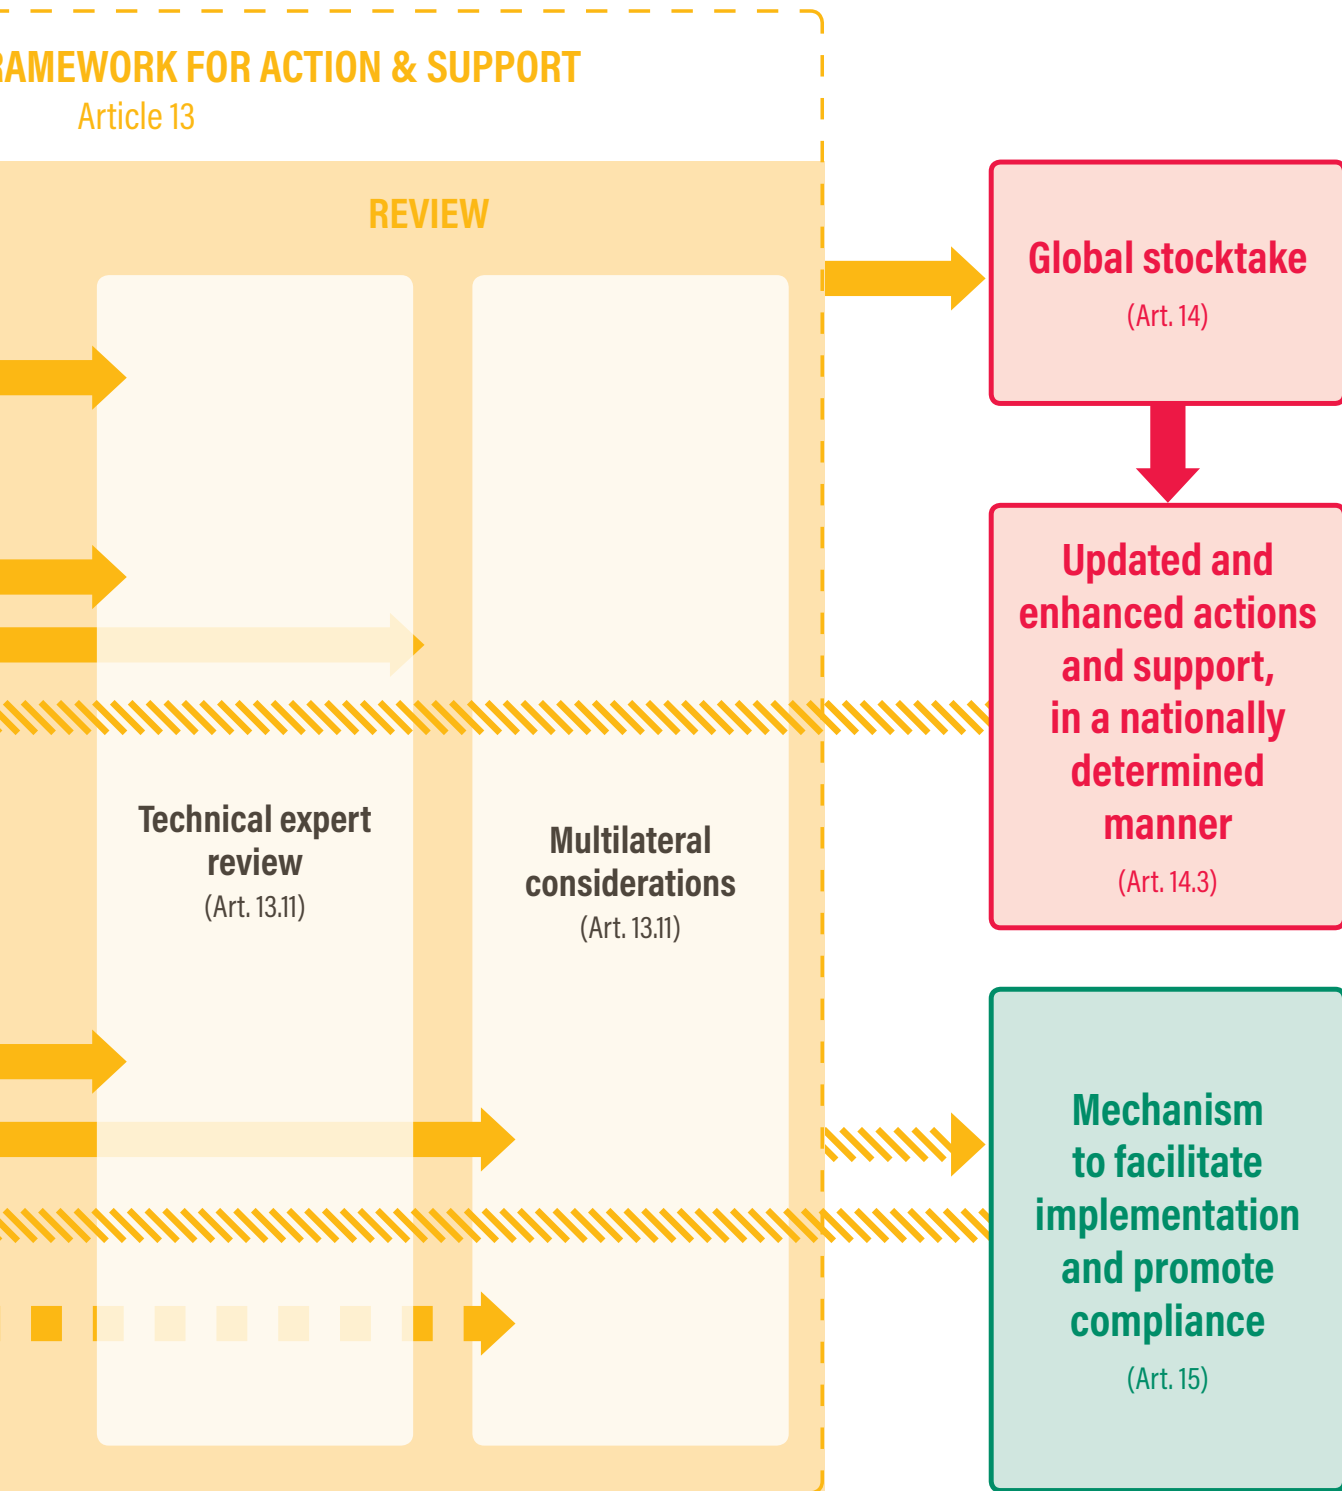 RAMEWORK FOR ACTION & SUPPORT
Article 13
REVIEW
Technical expert
review
(Art. 13.11)
Multilateral
considerations
(Art. 13.11)
Global stocktake
(Art. 14)
Updated and
enhanced actions
and support,
in a nationally
determined
manner
(Art. 14.3)
Mechanism
to facilitate
implementation
and promote
compliance
(Art. 15)